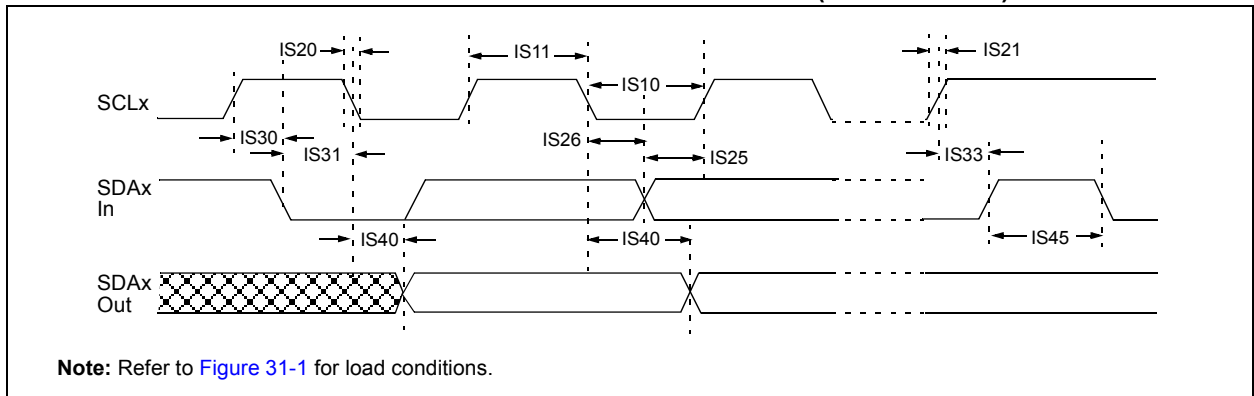 IS20
IS11
IS10
IS21
SCLx
IS30
IS31
IS26
IS25
IS33
SDAx
In
IS40
IS40
IS45
SDAx
Out
Note: Refer to Figure 31-1 for load conditions.